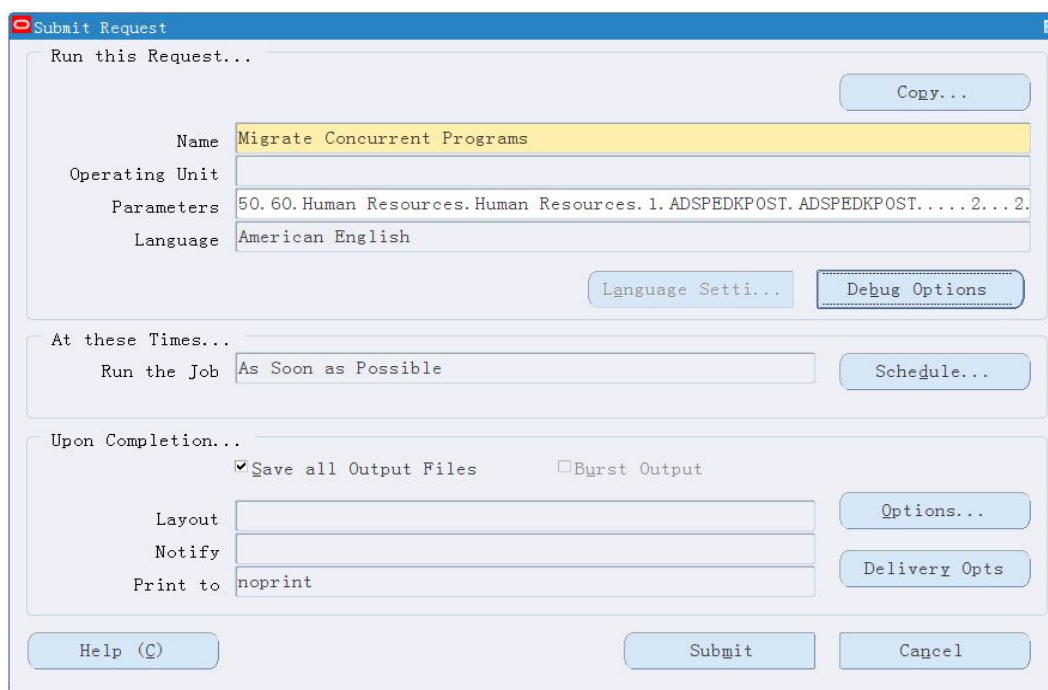 Submit Request
Run this Request...
Copy...
Name Migrate Concurrent Programs
Operating Unit
Parameters 50.60.Human Resources.Human Resources.1.ADSPEDKPOST.ADSPEDKPOST.....2...2.
Language American English
Language Setti... Debug Options
At these Times...
Run the Job As Soon as Possible Schedule...
Upon Completion...
Save all Output Files Burst Output
Layout Options...
Notify
Print to noprint Delivery Opts
Help (C) Submit Cancel